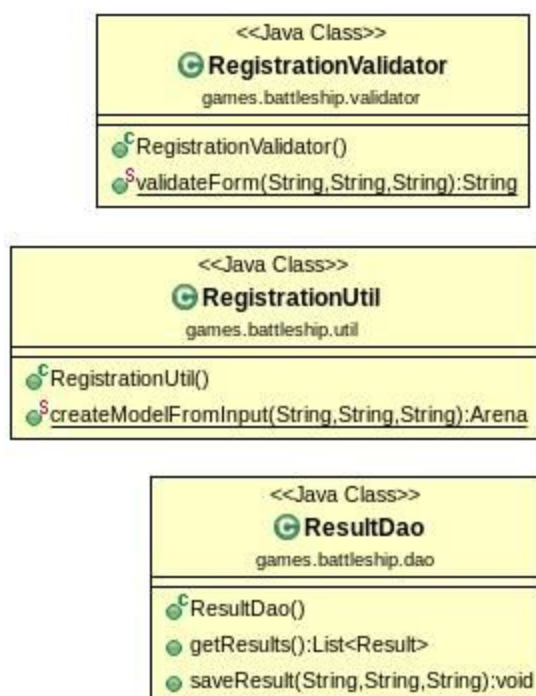 <<Java Class>>
RegistrationValidator
games.battleship.validator
RegistrationValidator()
validateForm(String,String,String):String
<<Java Class>>
RegistrationUtil
games.battleship.util
RegistrationUtil()
createModelFromInput(String,String,String):Arena
<<Java Class>>
ResultDao
games.battleship.dao
ResultDao()
getResults():List<Result>
saveResult(String,String,String):void